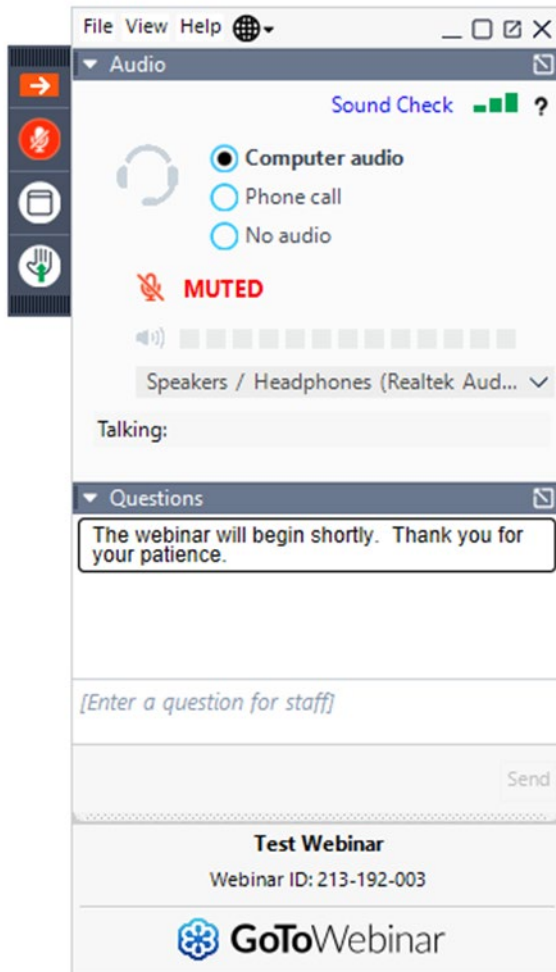 File View Help
Audio
Sound Check ?
Computer audio
Phone call
No audio
MUTED
Speakers / Headphones (Realtek Aud...
Talking:
Questions
The webinar will begin shortly.  Thank you for
your patience.
[Enter a question for staff]
Send
Test Webinar
Webinar ID: 213-192-003
GoToWebinar